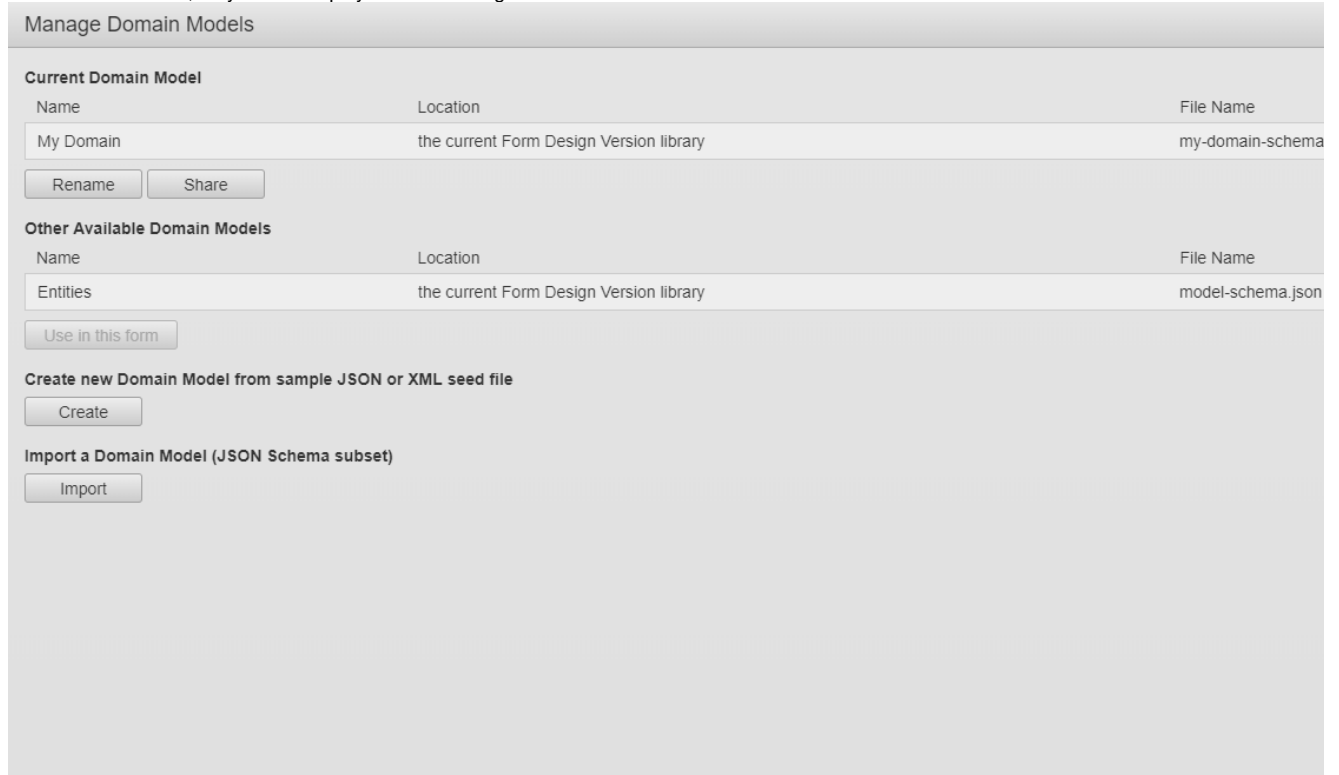 Manage Domain Models
Current Domain Model
Name Location File Name
My Domain the current Form Design Version library my-domain-schema
Rename Share
Other Available Domain Models
Name Location File Name
Entities the current Form Design Version library model-schema.json
Use in this form
Create new Domain Model from sample JSON or XML seed file
Create
Import a Domain Model (JSON Schema subset)
Import